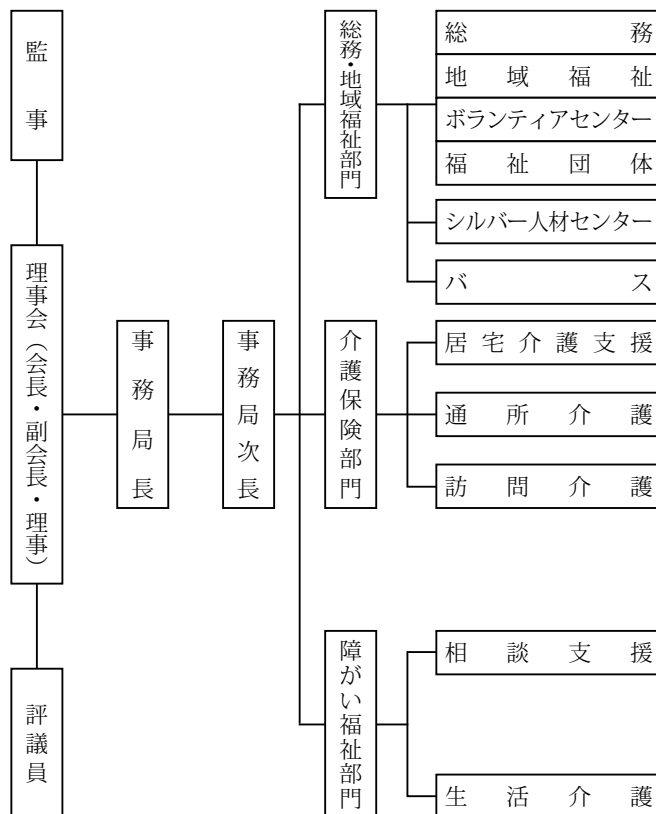 監事
理事会（会長・副会長・理事）
評議員
事務局長
事務局次長
総務・地域福祉部門
総務
地域福祉
ボランティアセンター
福祉団体
シルバー人材センター
バス
介護保険部門
居宅介護支援
通所介護
訪問介護
障がい福祉部門
相談支援
生活介護